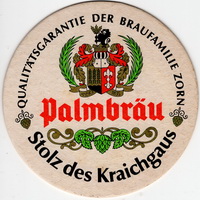 QUALITÄTSGARANTIE DER BRAUFAMILIE ZORN
Palmbräu
Stolz des Kraichgaus